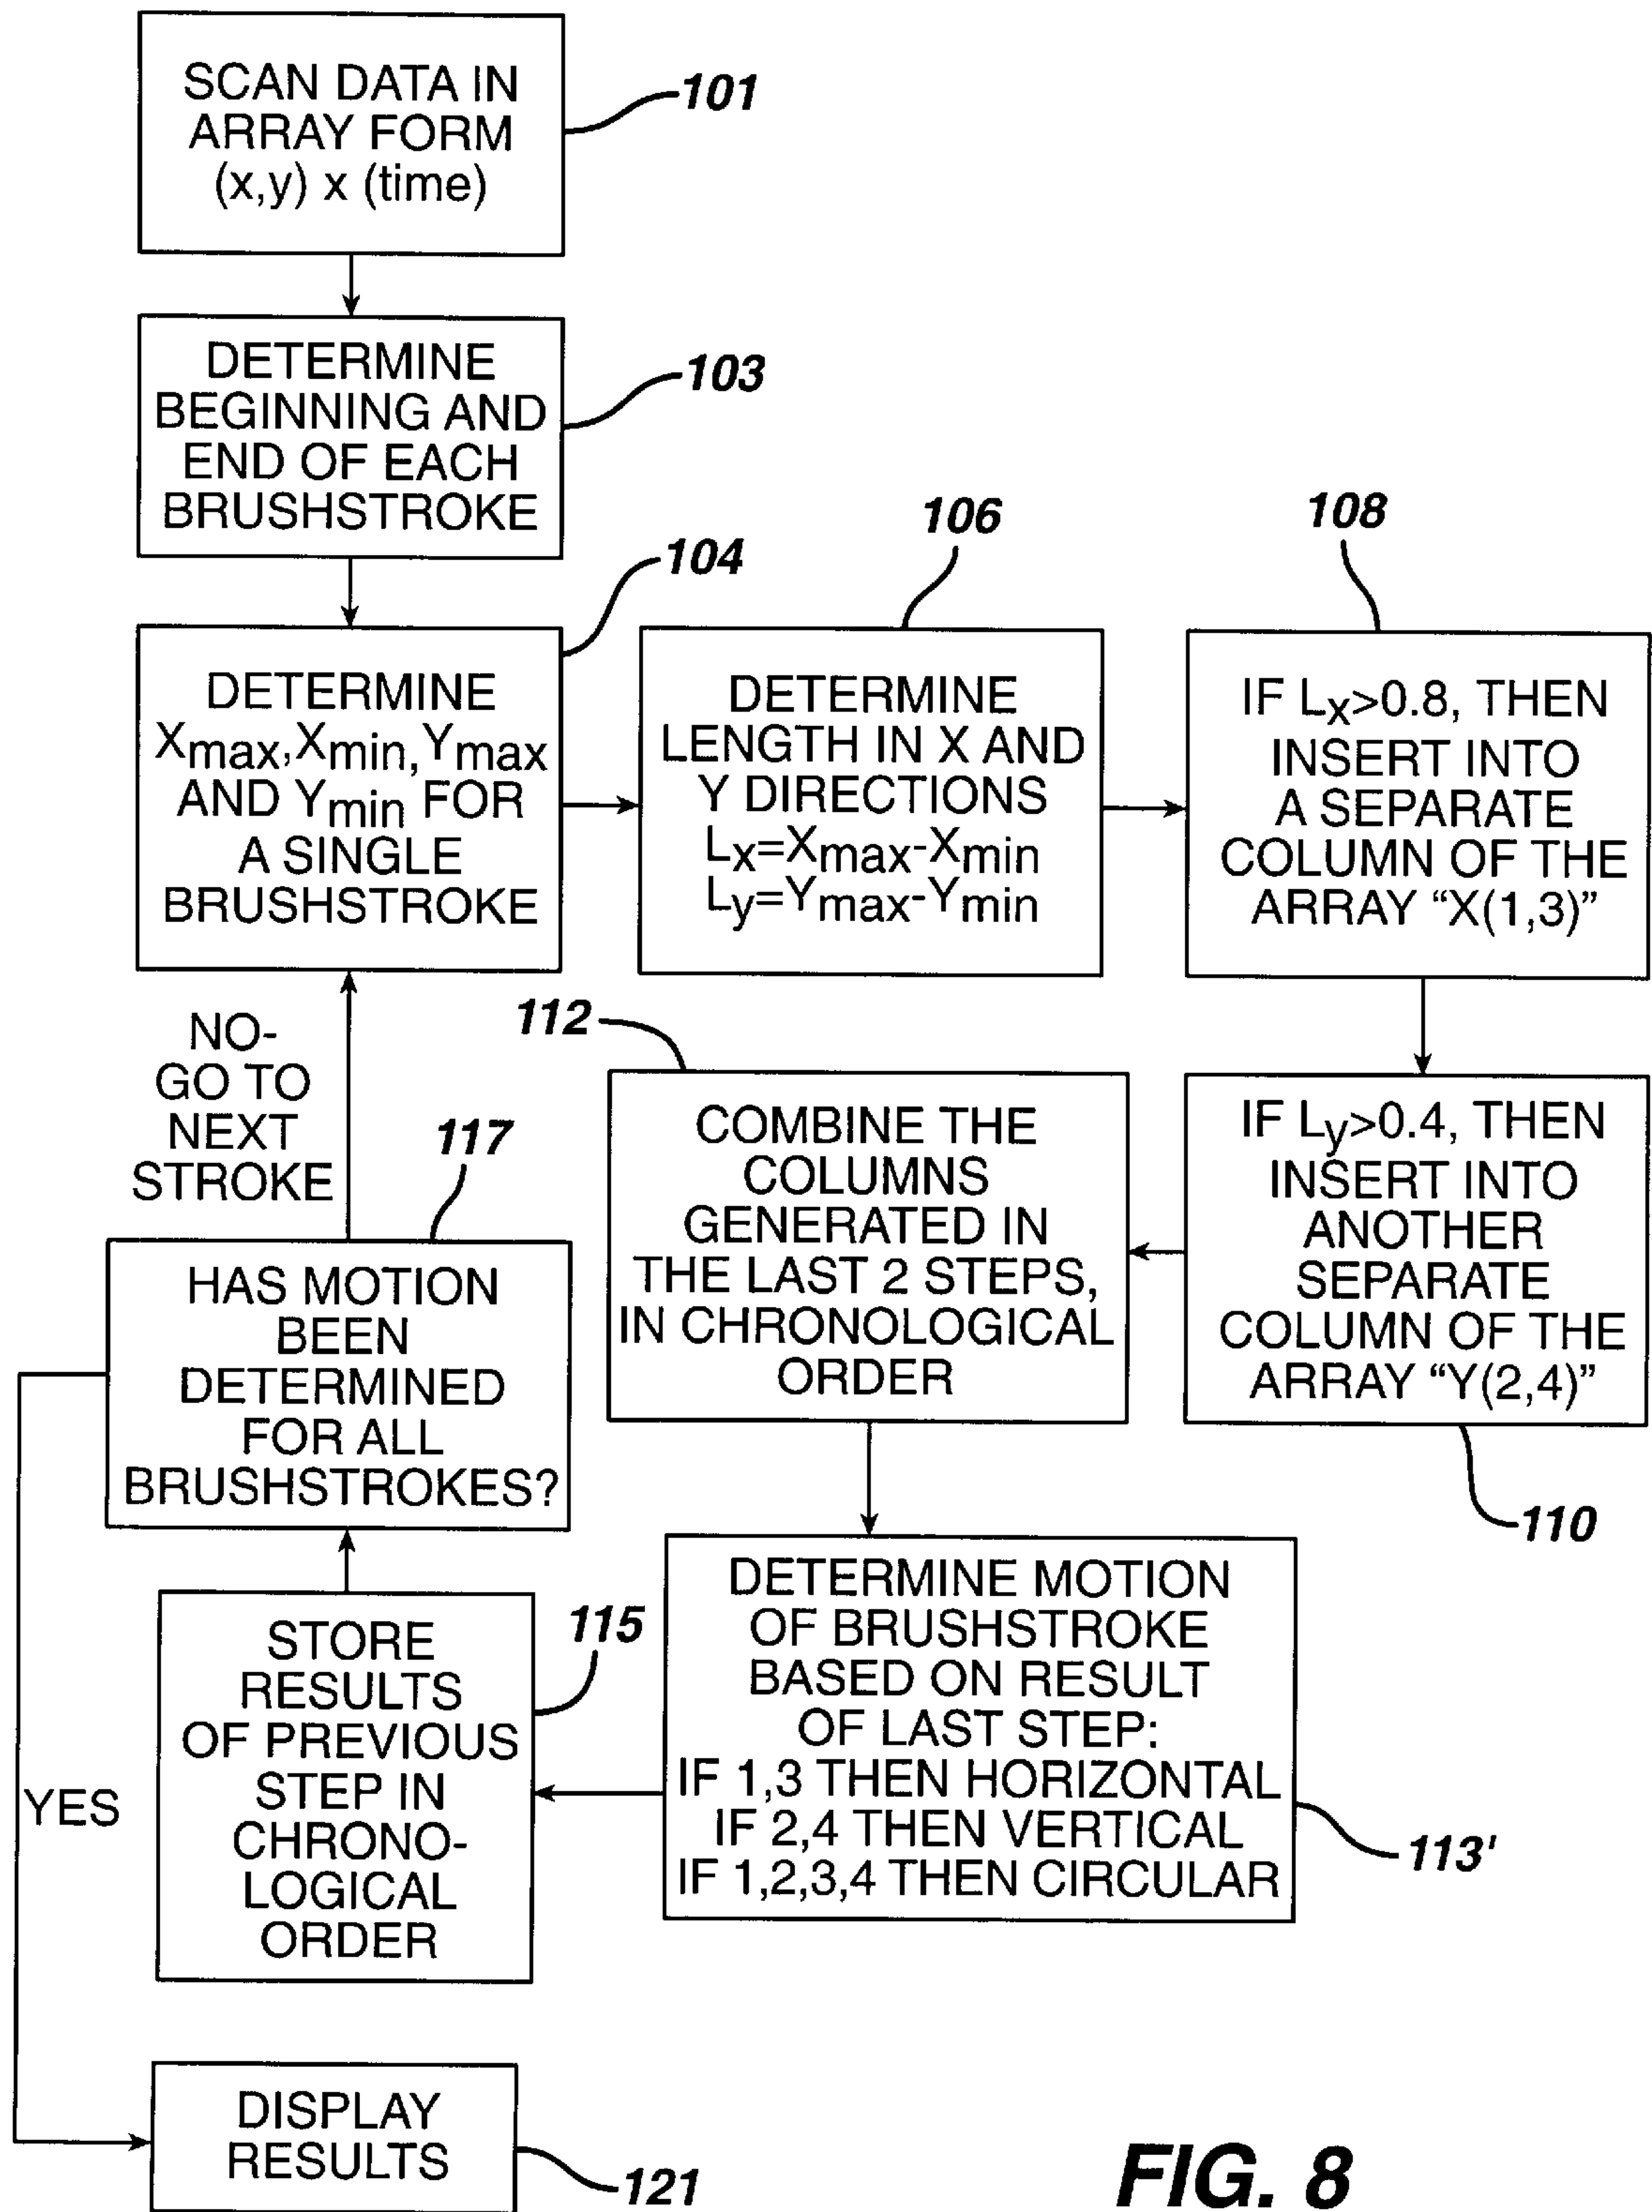 SCAN DATA IN
ARRAY FORM
(x,y) x (time)
101
DETERMINE
BEGINNING AND
END OF EACH
BRUSHSTROKE
103
DETERMINE
Xmax,Xmin,Ymax
AND Ymin FOR
A SINGLE
BRUSHSTROKE
104
DETERMINE
LENGTH IN X AND
Y DIRECTIONS
Lx=Xmax-Xmin
Ly=Ymax-Ymin
106
IF Lx>0.8, THEN
INSERT INTO
A SEPARATE
COLUMN OF THE
ARRAY “X(1,3)”
108
IF Ly>0.4, THEN
INSERT INTO
ANOTHER
SEPARATE
COLUMN OF THE
ARRAY “Y(2,4)”
110
COMBINE THE
COLUMNS
GENERATED IN
THE LAST 2 STEPS,
IN CHRONOLOGICAL
ORDER
112
DETERMINE MOTION
OF BRUSHSTROKE
BASED ON RESULT
OF LAST STEP:
IF 1,3 THEN HORIZONTAL
IF 2,4 THEN VERTICAL
IF 1,2,3,4 THEN CIRCULAR
113'
STORE
RESULTS
OF PREVIOUS
STEP IN
CHRONO-
LOGICAL
ORDER
115
HAS MOTION
BEEN
DETERMINED
FOR ALL
BRUSHSTROKES?
117
NO-
GO TO
NEXT
STROKE
YES
DISPLAY
RESULTS
121
FIG. 8